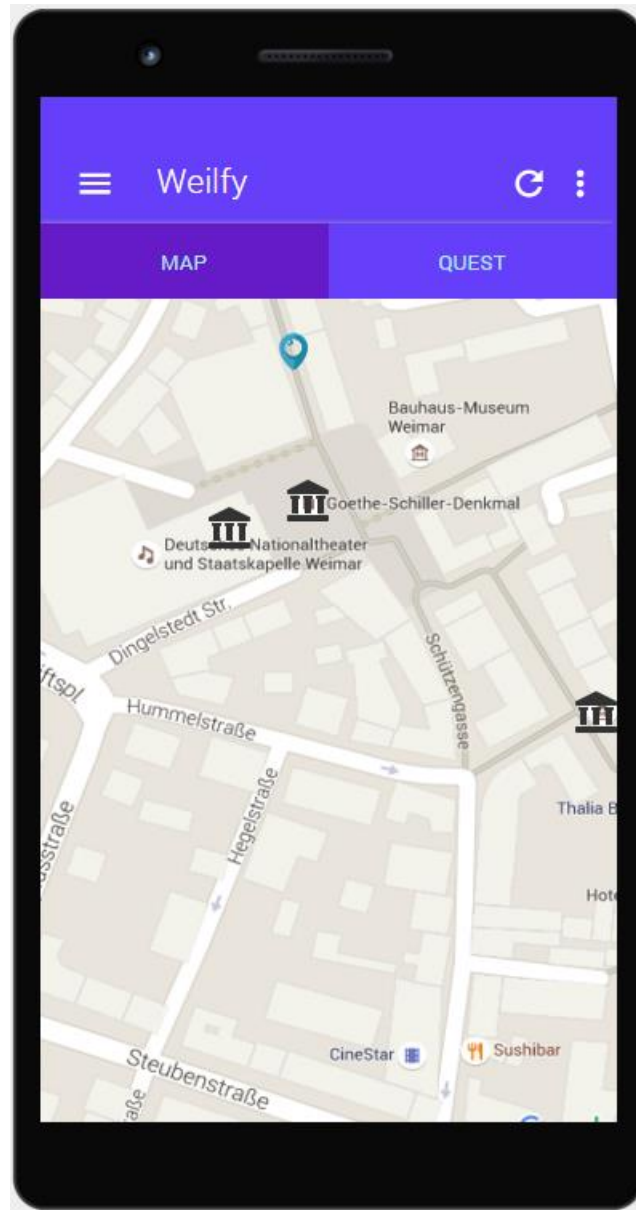 Weilfy
MAP
QUEST
Bauhaus-Museum
Weimar
Goethe-Schiller-Denkmal
Nationaltheater
und Staatskapelle Weimar
Dingelstedt Str.
Schützengasse
Hummelstraße
Hegelstraße
Thalia B
CineStar
Sushibar
Steubenstraße